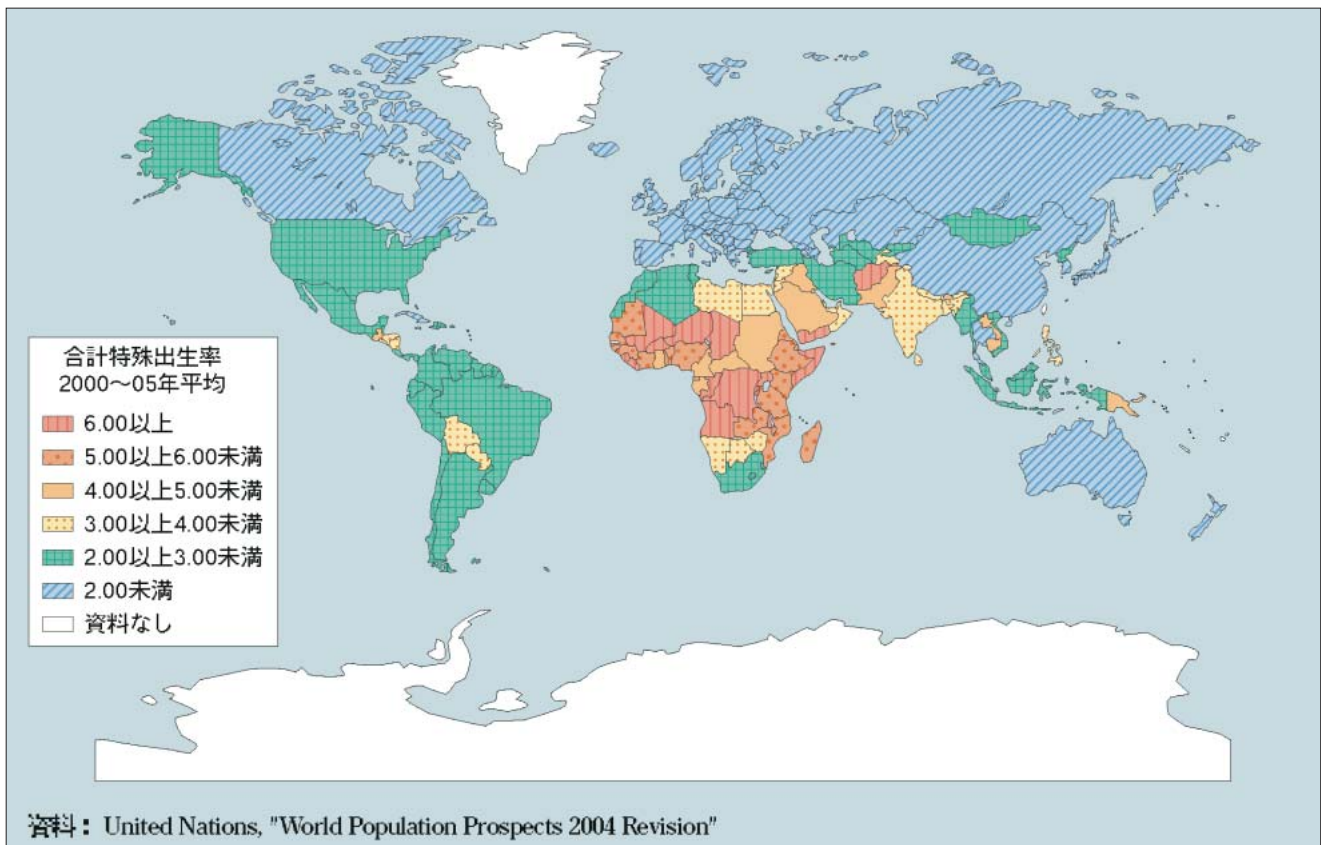 合計特殊出生率
2000〜05年平均
6.00以上
5.00以上6.00未満
4.00以上5.00未満
3.00以上4.00未満
2.00以上3.00未満
2.00未満
資料なし
資料： United Nations, "World Population Prospects 2004 Revision"